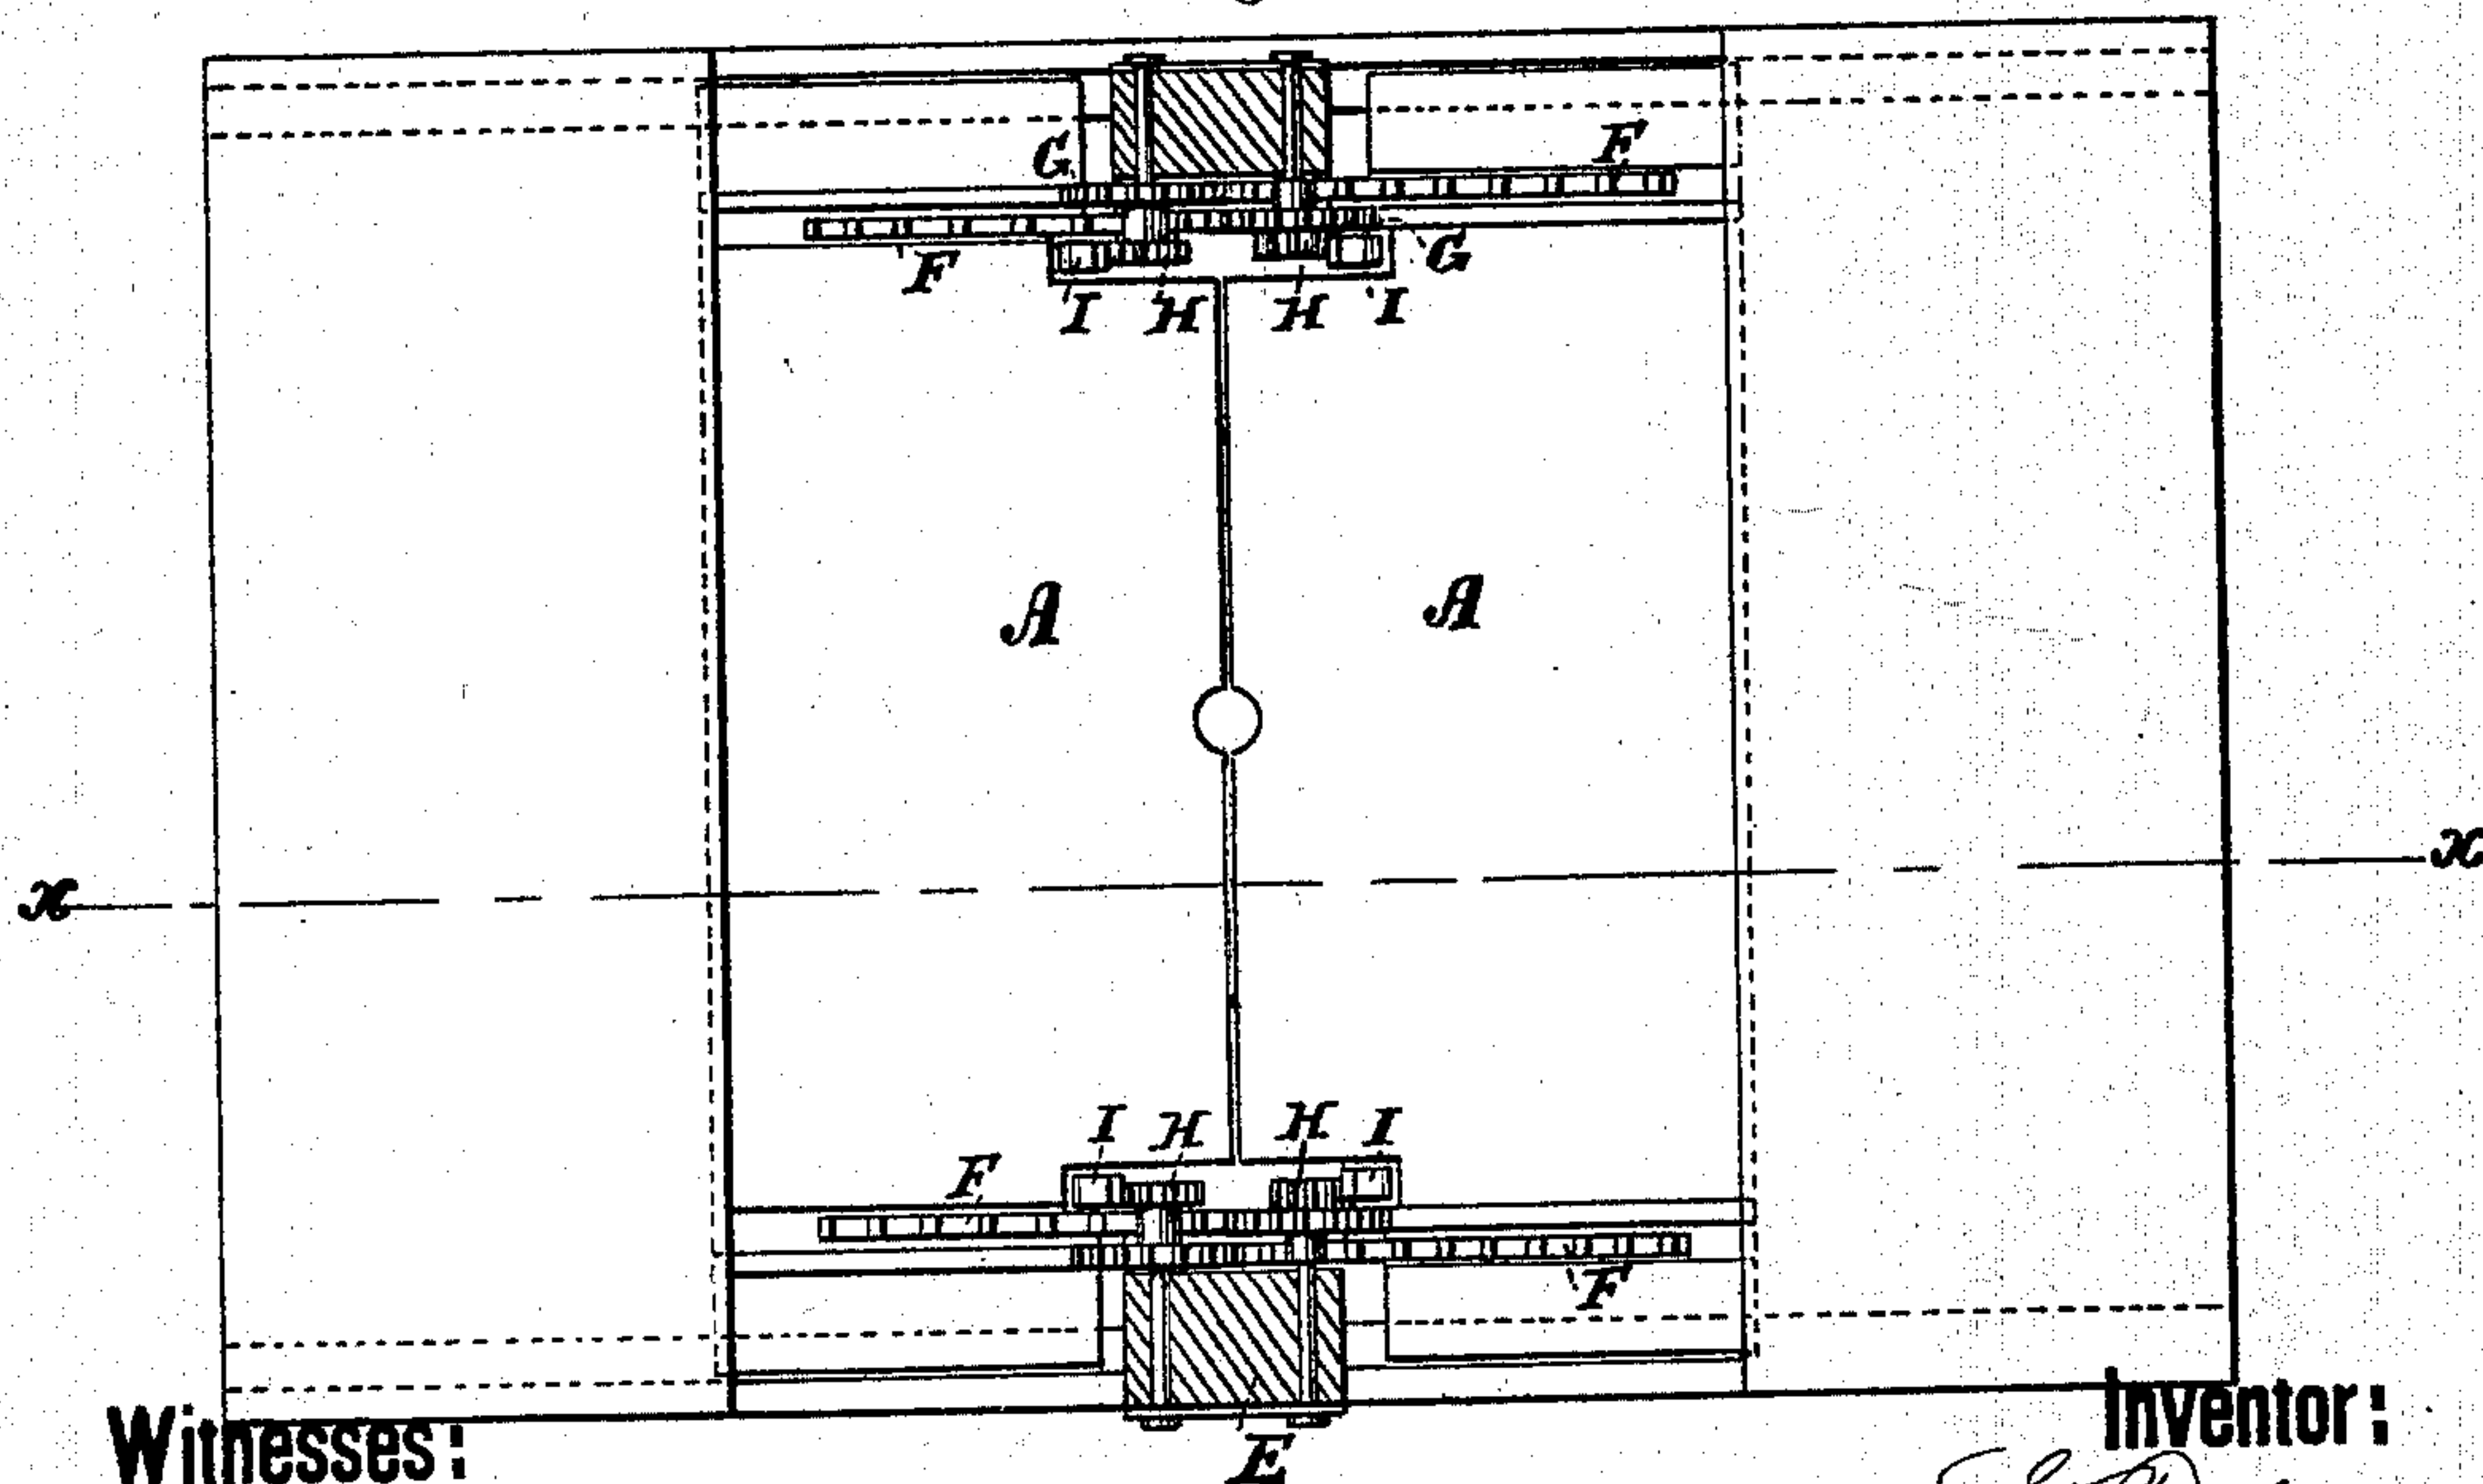 G F
F G
I H H I
A A
x x
I H H I
F
F
Witnesses: Inventor:
E